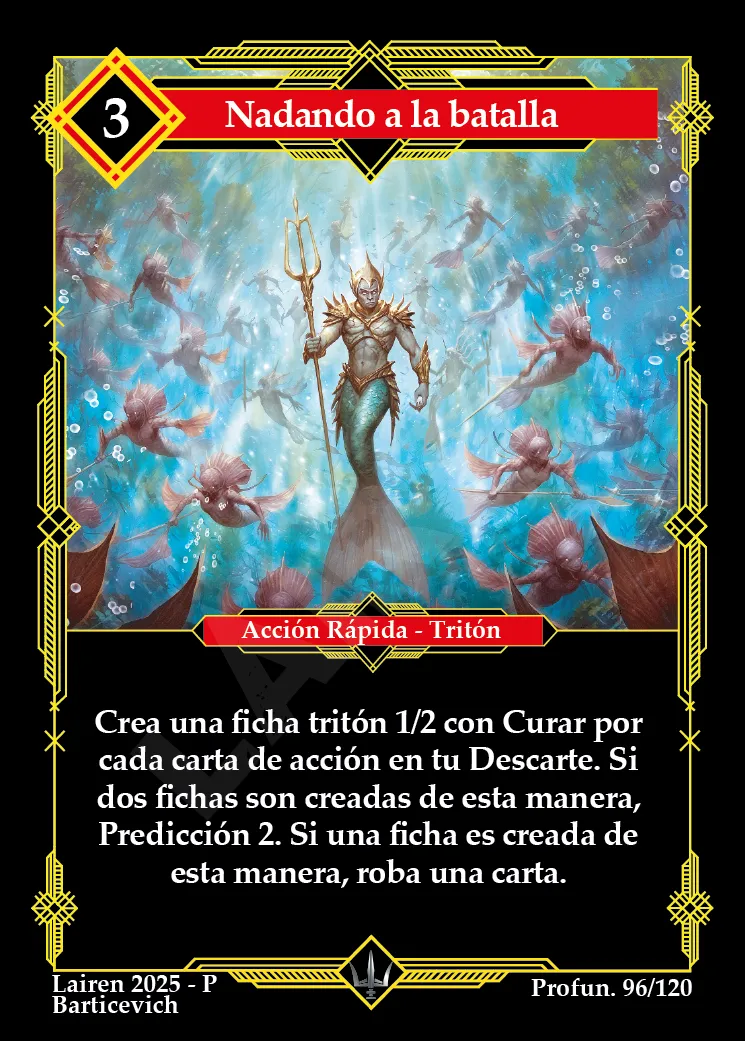 3
Nadando a la batalla
Acción Rápida - Tritón
Crea una ficha tritón 1/2 con Curar por
cada carta de acción en tu Descarte. Si
dos fichas son creadas de esta manera,
Predicción 2. Si una ficha es creada de
esta manera, roba una carta.
Lairen 2025 - P
Barticevich
Profun. 96/120